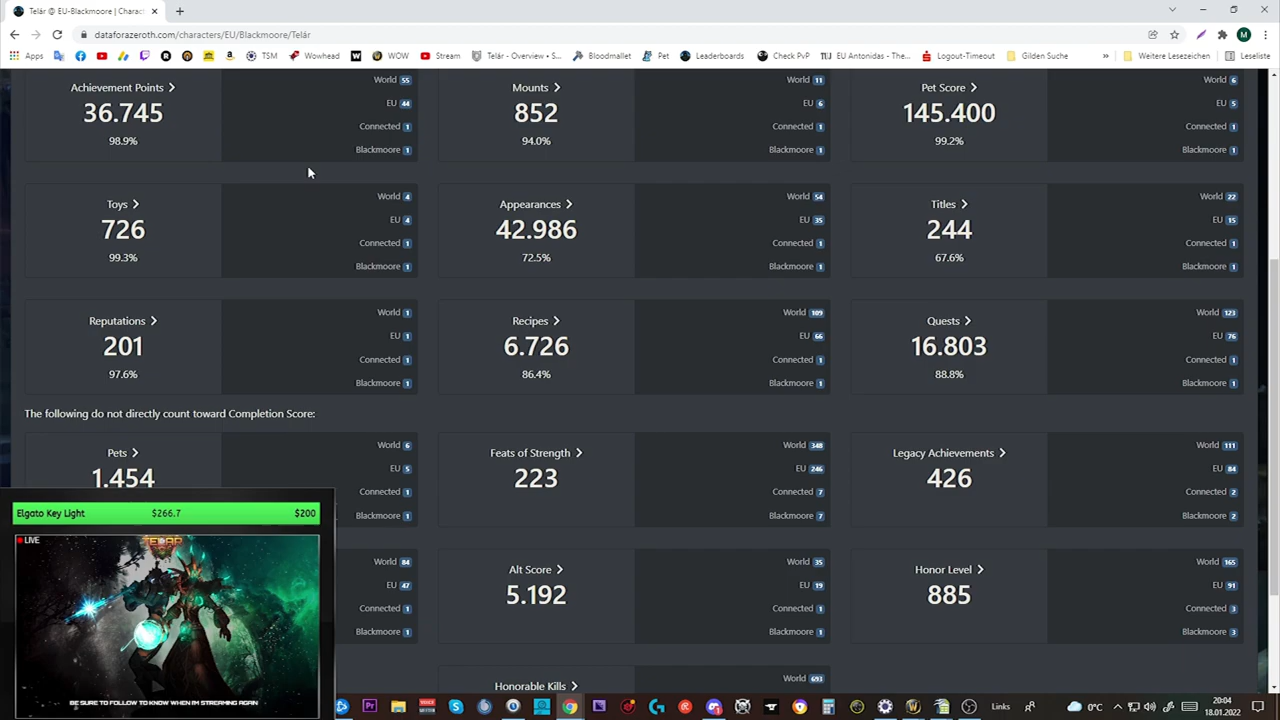 Telár @ EU-Blackmoore | Charac
dataforazeroth.com/characters/EU/Blackmoore/Telár
Apps TSM Wowhead WOW Stream Telár - Overview • S... Bloodmallet Pet Leaderboards Check PvP EU Antonidas - The... Logout-Timeout Gilden Suche » Weitere Lesezeichen Leseliste
Achievement Points
36.745
98.9%
World 55
EU 44
Connected 1
Blackmoore 1
Mounts
852
94.0%
World 11
EU 6
Connected 1
Blackmoore 1
Pet Score
145.400
99.2%
World 6
EU 5
Connected 1
Blackmoore 1
Toys
726
99.3%
World 4
EU 4
Connected 1
Blackmoore 1
Appearances
42.986
72.5%
World 54
EU 35
Connected 1
Blackmoore 1
Titles
244
67.6%
World 22
EU 15
Connected 1
Blackmoore 1
Reputations
201
97.6%
World 1
EU 1
Connected 1
Blackmoore 1
Recipes
6.726
86.4%
World 109
EU 66
Connected 1
Blackmoore 1
Quests
16.803
88.8%
World 123
EU 76
Connected 1
Blackmoore 1
The following do not directly count toward Completion Score:
Pets
1.454
World 6
EU 5
Connected 1
Blackmoore 1
Feats of Strength
223
World 348
EU 246
Connected 7
Blackmoore 7
Legacy Achievements
426
World 111
EU 84
Connected 2
Blackmoore 2
World 84
EU 47
Connected 1
Blackmoore 1
Alt Score
5.192
World 35
EU 19
Connected 1
Blackmoore 1
Honor Level
885
World 165
EU 91
Connected 3
Blackmoore 3
Honorable Kills
World 693
Elgato Key Light $266.7 $200
LIVE
TELAR
BE SURE TO FOLLOW TO KNOW WHEN I'M STREAMING AGAIN
Links
0°C
20:04
18.01.2022